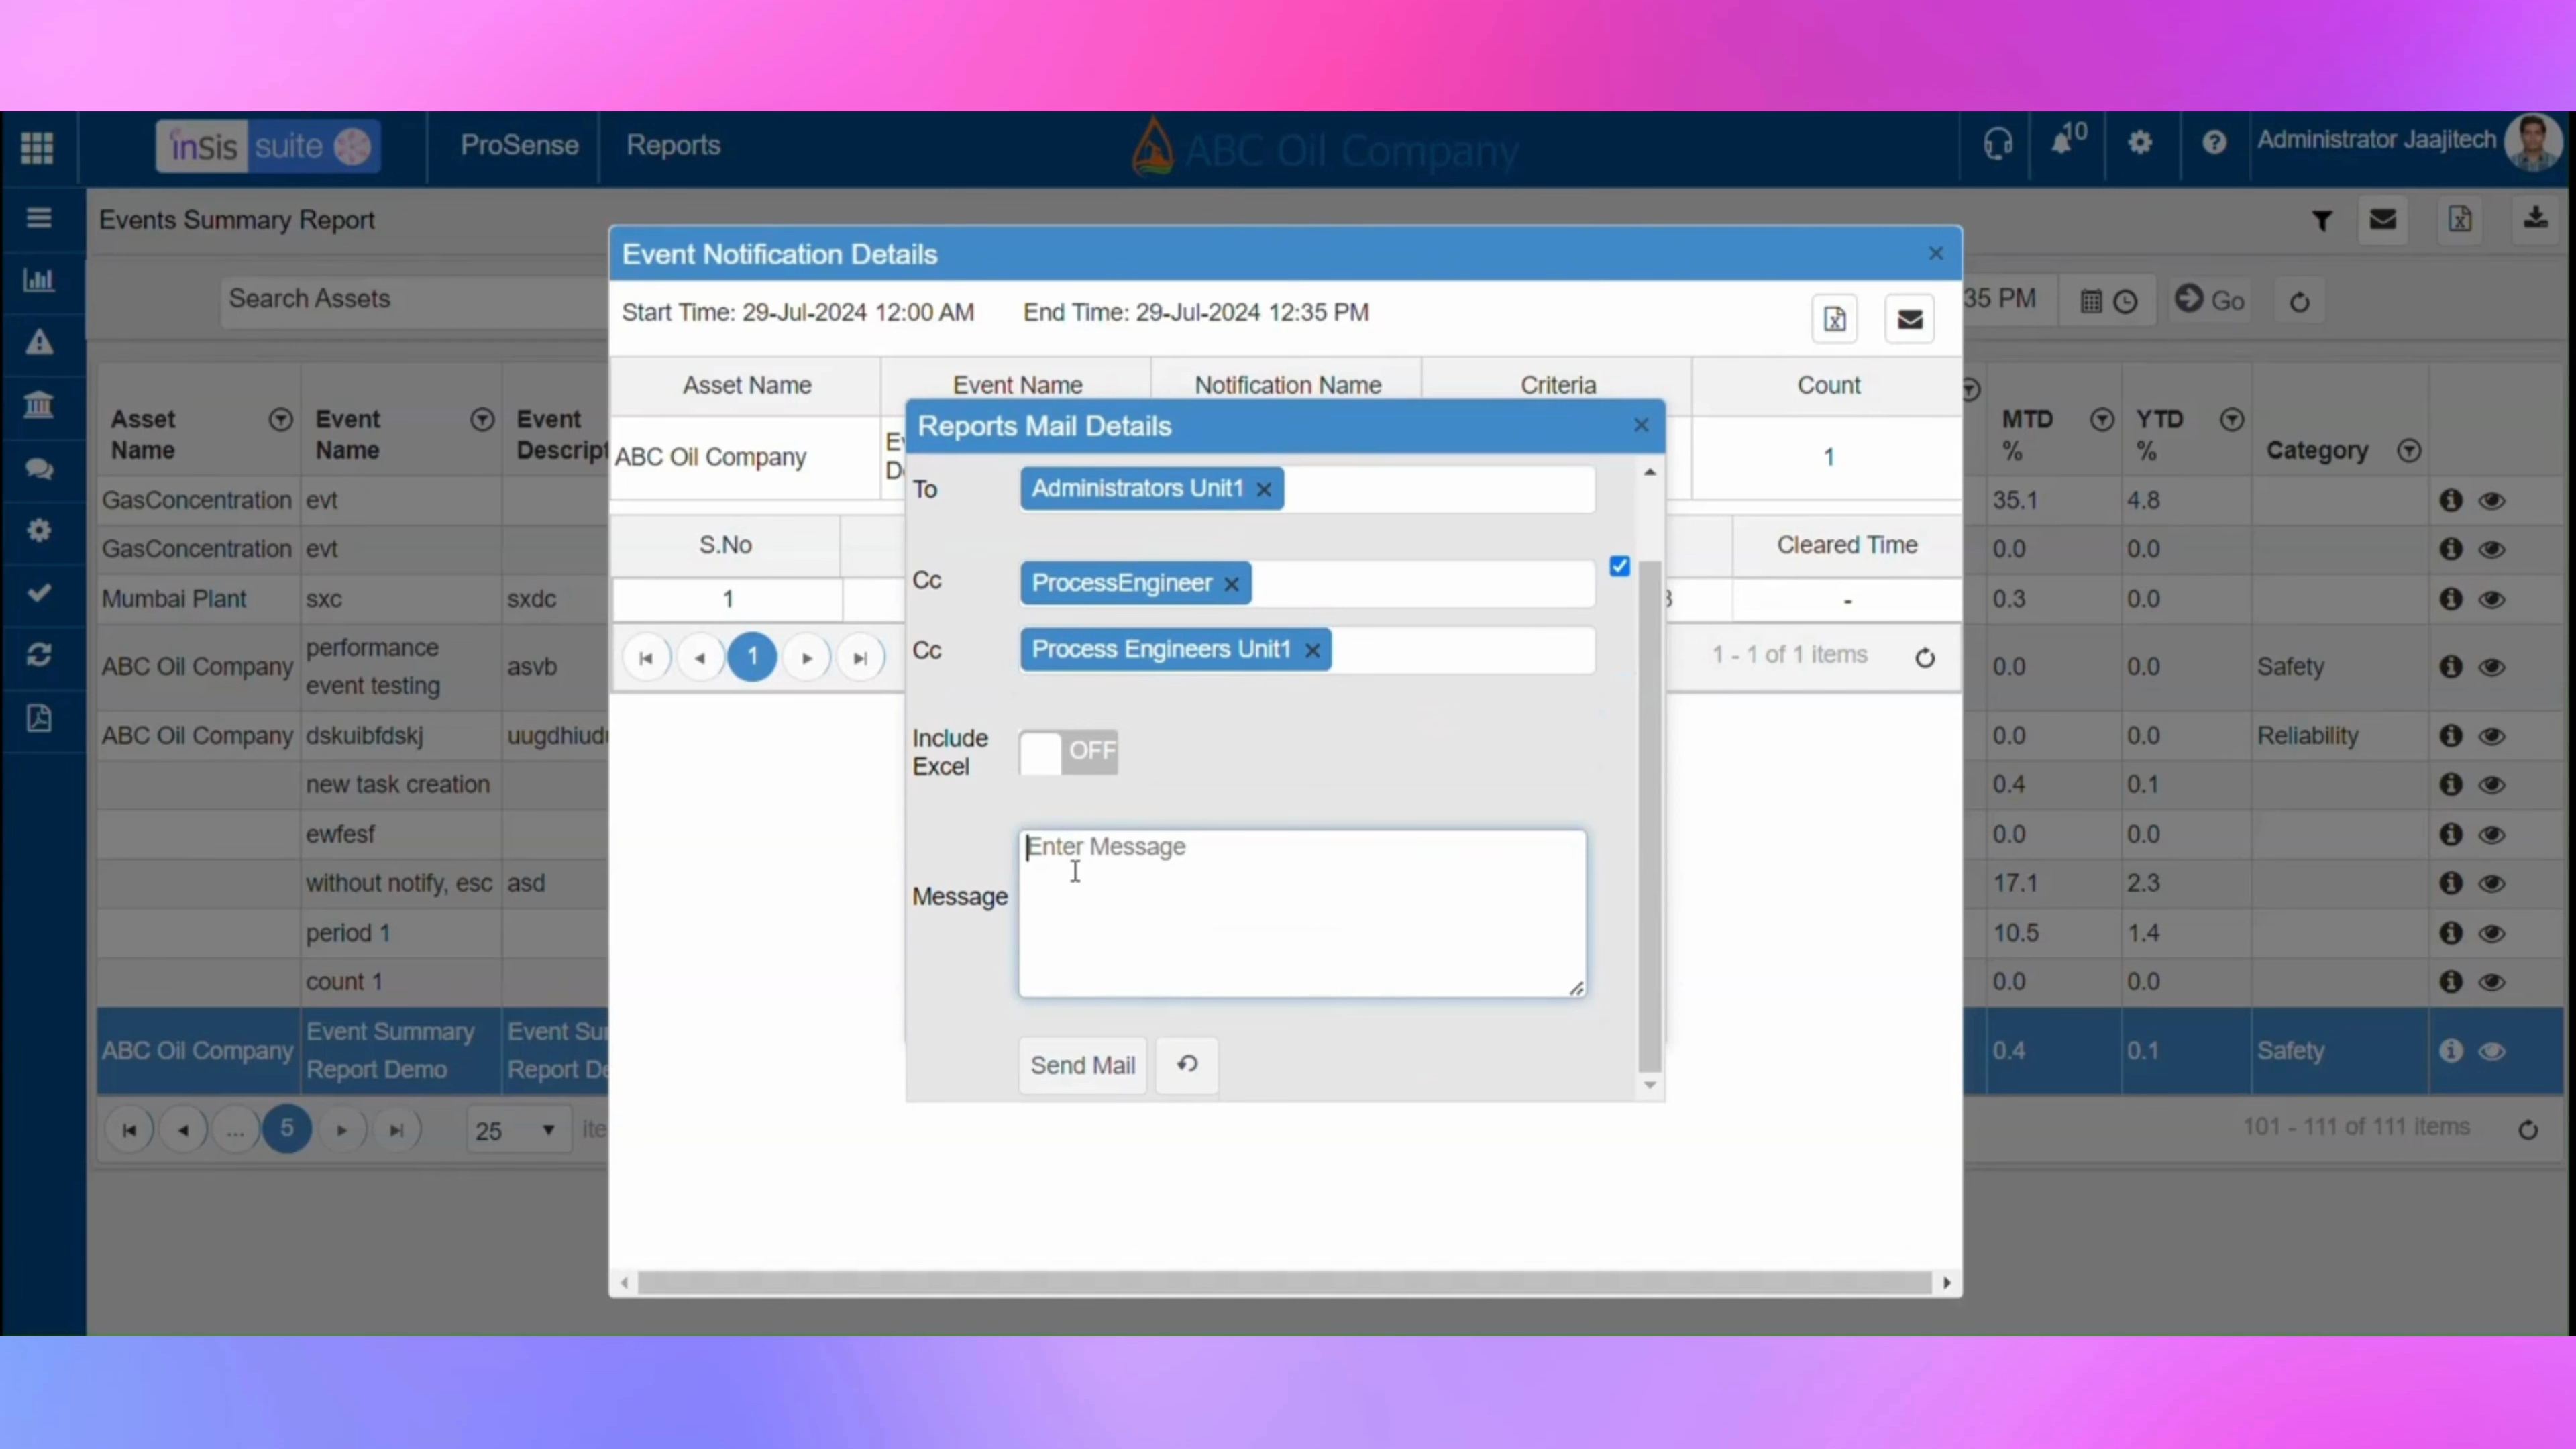 inSis suite
ProSense
Reports
ABC Oil Company
10
Administrator Jaajitech
Events Summary Report
Search Assets
35 PM
Go
Asset Name
Event Name
Event
MTD %
YTD %
Category
GasConcentration evt 35.1 4.8
GasConcentration evt 0.0 0.0
Mumbai Plant sxc sxdc 0.3 0.0
ABC Oil Company performance event testing asvb 0.0 0.0 Safety
ABC Oil Company dskuibfdskj 0.0 0.0 Reliability
new task creation 0.4 0.1
ewfesf 0.0 0.0
without notify, esc asd 17.1 2.3
period 1 10.5 1.4
count 1 0.0 0.0
ABC Oil Company Event Summary Report Demo Event Report 0.4 0.1 Safety
... 5
25
101 - 111 of 111 items
Event Notification Details
Start Time: 29-Jul-2024 12:00 AM End Time: 29-Jul-2024 12:35 PM
Asset Name Event Name Notification Name Criteria Count
ABC Oil Company 1
S.No Cleared Time
1 -
1
1 - 1 of 1 items
Reports Mail Details
To Administrators Unit1
Cc ProcessEngineer
Cc Process Engineers Unit1
Include Excel OFF
Message
Enter Message
Send Mail